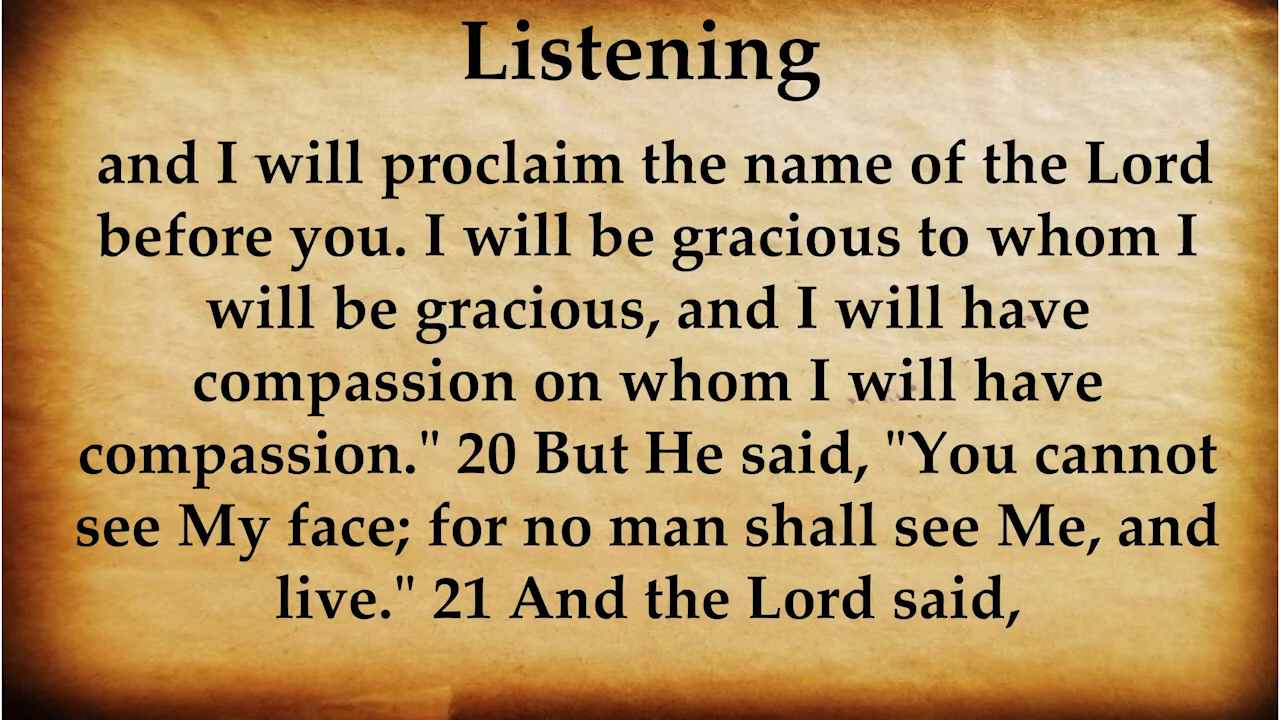 Listening
and I will proclaim the name of the Lord
before you. I will be gracious to whom I
will be gracious, and I will have
compassion on whom I will have
compassion." 20 But He said, "You cannot
see My face; for no man shall see Me, and
live." 21 And the Lord said,